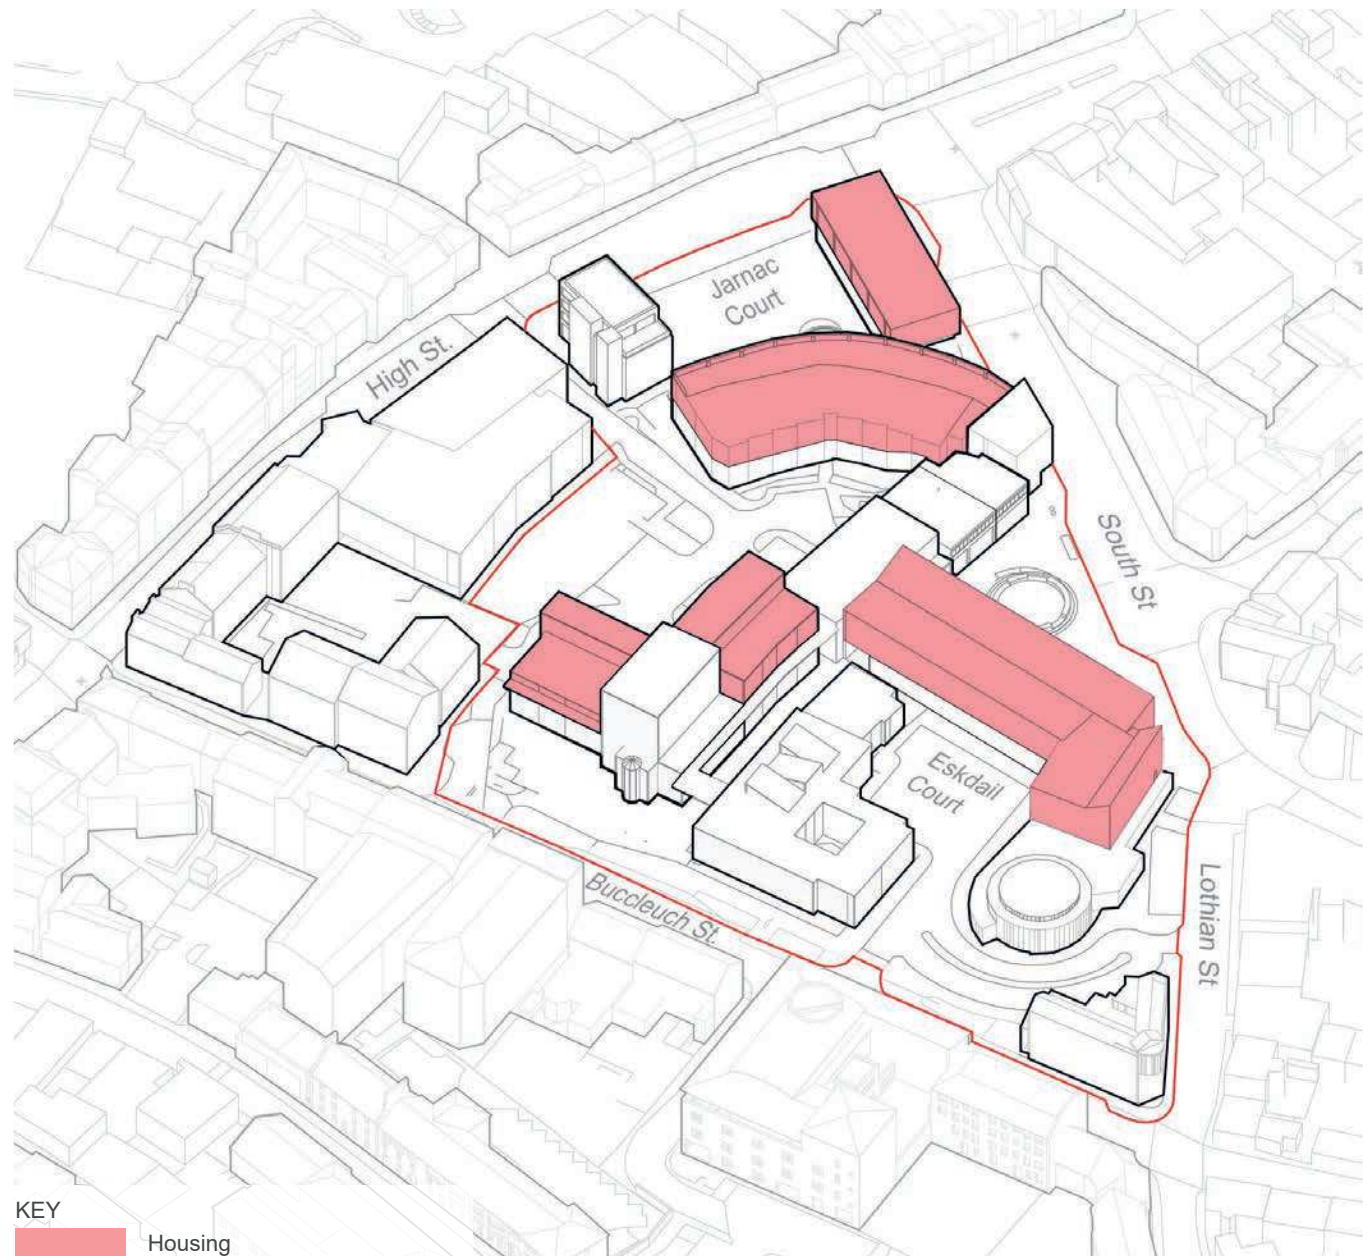 Jarnac
Court
High St.
South St
Eskdail
Court
Buccleuch St.
Lothian St
KEY
Housing